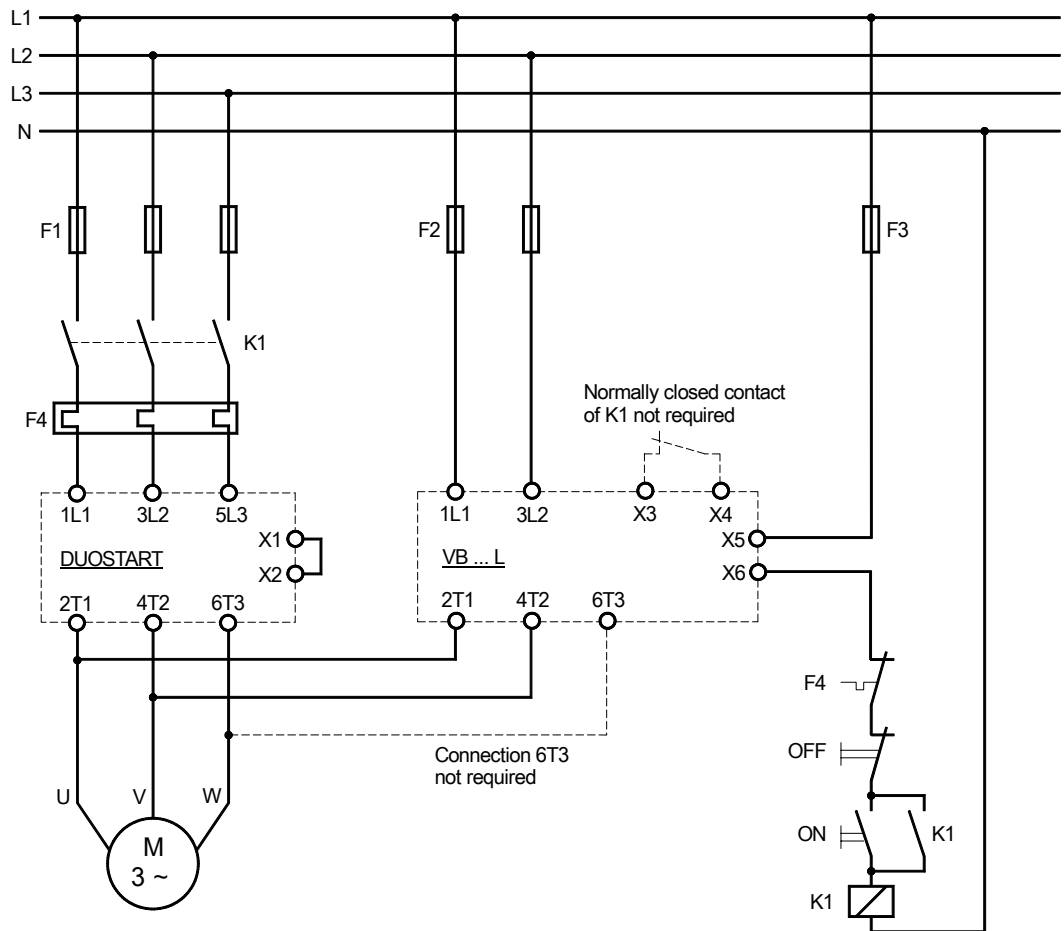 L1
L2
L3
N
F1
F2
F3
K1
Normally closed contact
of K1 not required
F4
1L1 3L2 5L3
1L1 3L2 X3 X4
X1
X5
DUOSTART
VB ... L
X2
X6
2T1 4T2 6T3
2T1 4T2 6T3
F4
Connection 6T3
not required
OFF
U V W
ON
K1
M
3 ~
K1